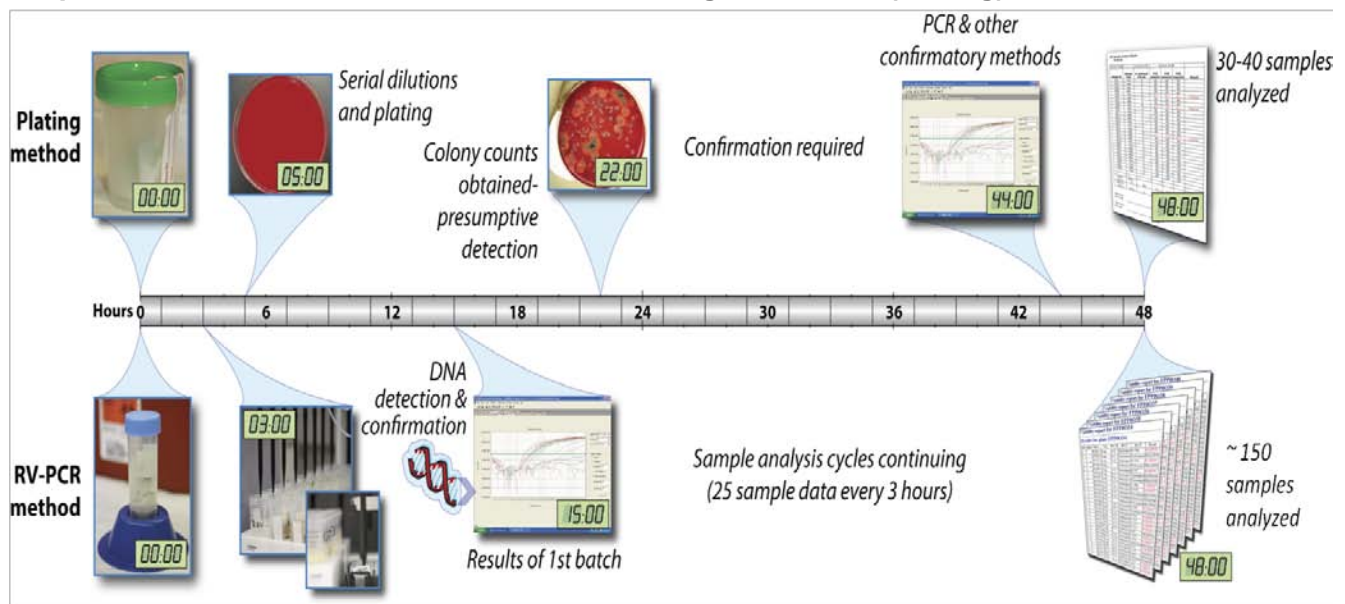 Plating
method
00:00
Serial dilutions
and plating
05:00
Colony counts
obtained-
presumptive
detection
22:00
Confirmation required
PCR & other
confirmatory methods
44:00
30-40 samples
analyzed
48:00
Hours 0 6 12 18 24 30 36 42 48
RV-PCR
method
00:00
03:00
DNA
detection &
confirmation
15:00
Results of 1st batch
Sample analysis cycles continuing
(25 sample data every 3 hours)
~ 150
samples
analyzed
48:00